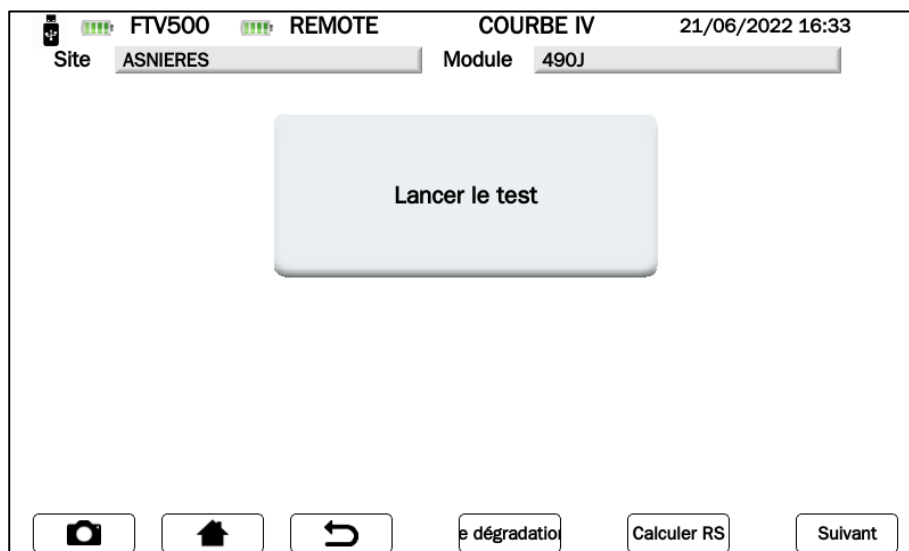 FTV500 REMOTE COURBE IV 21/06/2022 16:33
Site ASNIERES Module 490J
Lancer le test
e dégradation Calculer RS Suivant